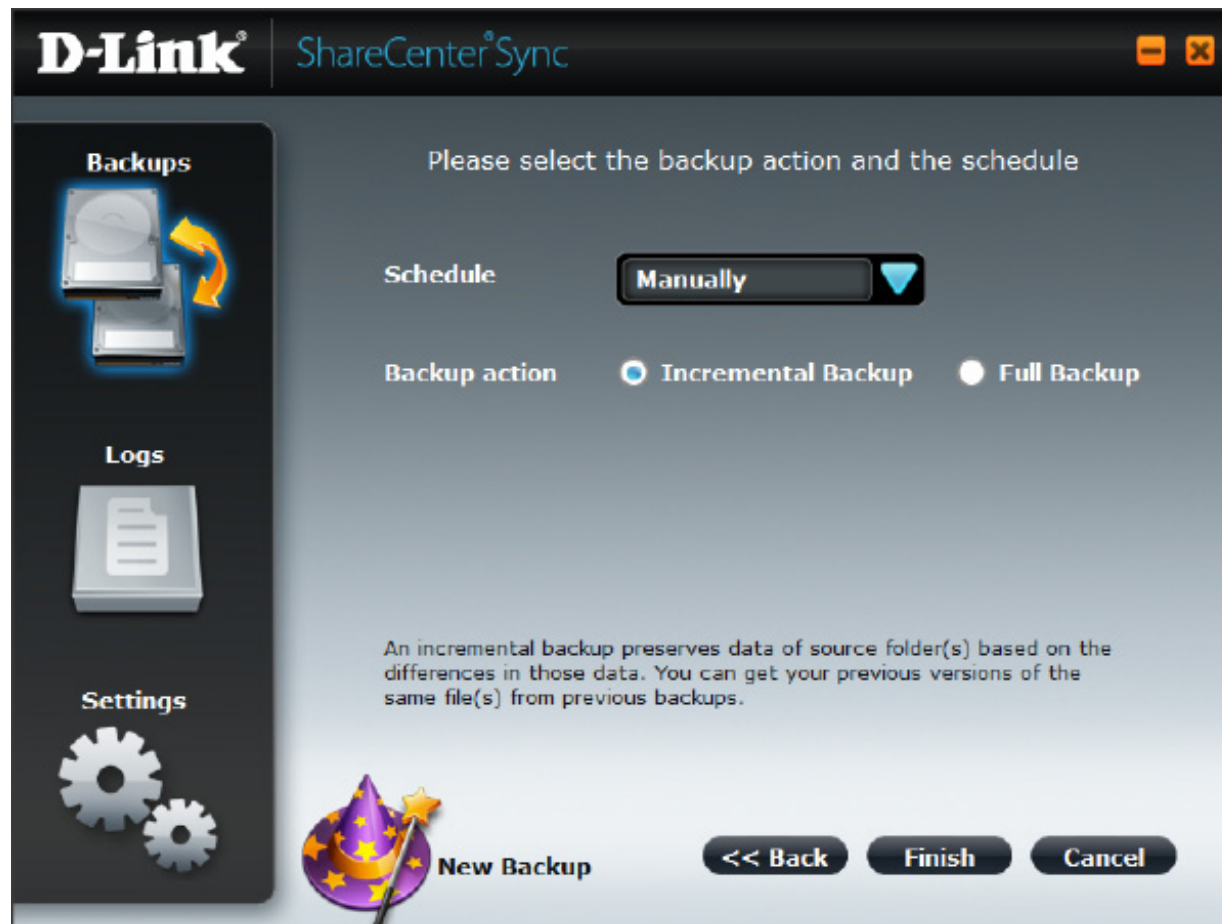 D-Link®
ShareCenter®Sync
Backups
Logs
Settings
Please select the backup action and the schedule
Schedule
Manually
Backup action
Incremental Backup
Full Backup
An incremental backup preserves data of source folder(s) based on the
differences in those data. You can get your previous versions of the
same file(s) from previous backups.
New Backup
<< Back
Finish
Cancel